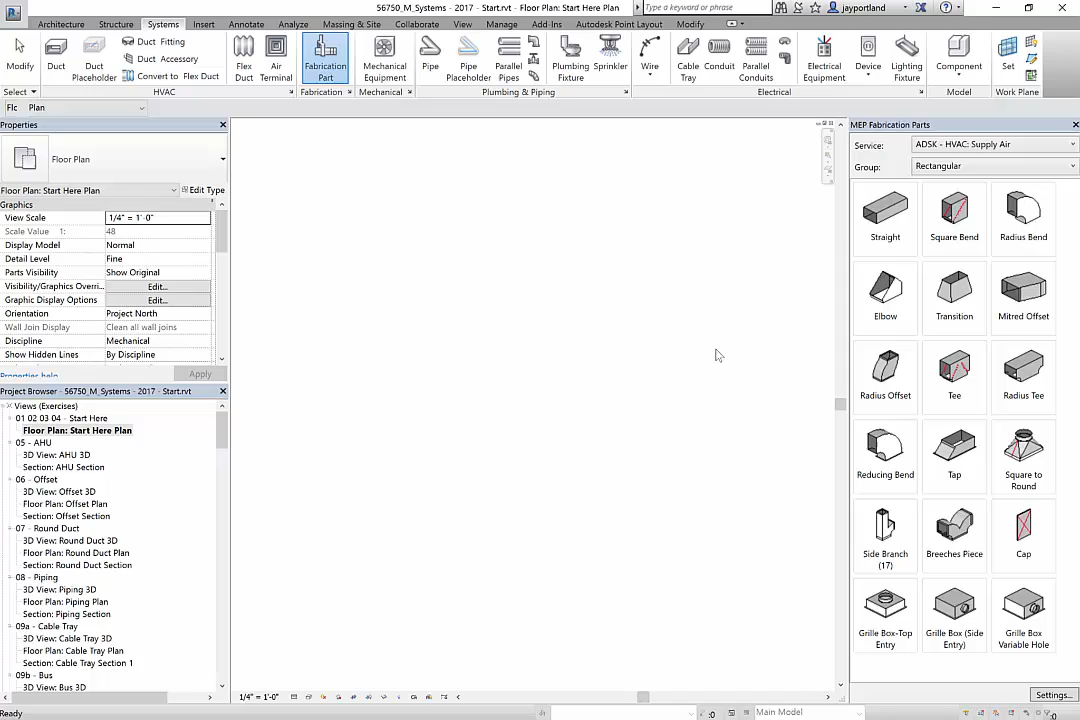 56750_M_Systems - 2017 - Start.rvt - Floor Plan: Start Here Plan
Type a keyword or phrase
jayportland
Architecture Structure Systems Insert Annotate Analyze Massing & Site Collaborate View Manage Add-Ins Autodesk Point Layout Modify
Modify
Duct
Duct Placeholder
Duct Fitting
Duct Accessory
Convert to Flex Duct
Flex Duct
Air Terminal
Fabrication Part
Mechanical Equipment
Pipe
Pipe Placeholder
Parallel Pipes
Plumbing Fixture
Sprinkler
Wire
Cable Tray
Conduit
Parallel Conduits
Electrical Equipment
Device
Lighting Fixture
Component
Set
Select
HVAC
Fabrication
Mechanical
Plumbing & Piping
Electrical
Model
Work Plane
Flc Plan
Properties
Floor Plan
Floor Plan: Start Here Plan
Edit Type
Graphics
View Scale 1/4" = 1'-0"
Scale Value 1: 48
Display Model Normal
Detail Level Fine
Parts Visibility Show Original
Visibility/Graphics Overri... Edit...
Graphic Display Options Edit...
Orientation Project North
Wall Join Display Clean all wall joins
Discipline Mechanical
Show Hidden Lines By Discipline
Properties help
Apply
Project Browser - 56750_M_Systems - 2017 - Start.rvt
Views (Exercises)
01 02 03 04 - Start Here
Floor Plan: Start Here Plan
05 - AHU
3D View: AHU 3D
Section: AHU Section
06 - Offset
3D View: Offset 3D
Floor Plan: Offset Plan
Section: Offset Section
07 - Round Duct
3D View: Round Duct 3D
Floor Plan: Round Duct Plan
Section: Round Duct Section
08 - Piping
3D View: Piping 3D
Floor Plan: Piping Plan
Section: Piping Section
09a - Cable Tray
3D View: Cable Tray 3D
Floor Plan: Cable Tray Plan
Section: Cable Tray Section 1
09b - Bus
3D View: Bus 3D
MEP Fabrication Parts
Service: ADSK - HVAC: Supply Air
Group: Rectangular
Straight
Square Bend
Radius Bend
Elbow
Transition
Mitred Offset
Radius Offset
Tee
Radius Tee
Reducing Bend
Tap
Square to Round
Side Branch (17)
Breeches Piece
Cap
Grille Box-Top Entry
Grille Box (Side Entry)
Grille Box Variable Hole
Settings...
1/4" = 1'-0"
Ready
:0
Main Model
:0